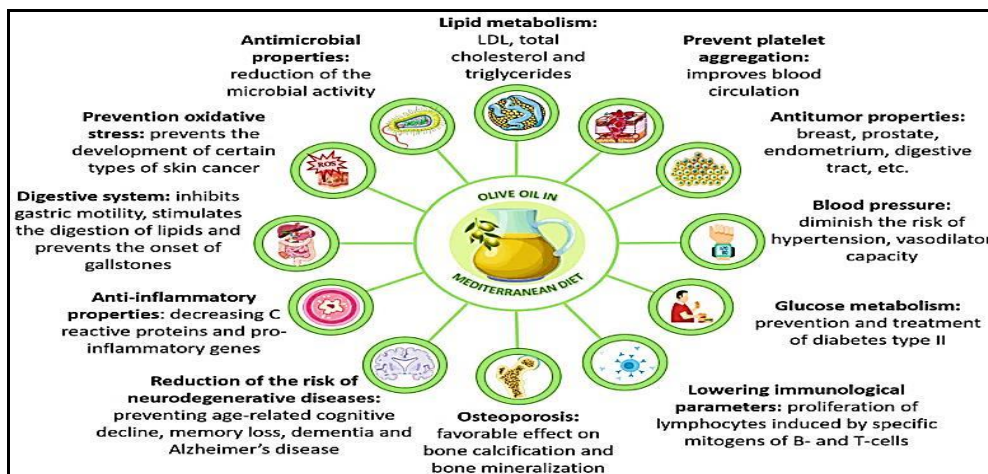 Lipid metabolism:
LDL, total
cholesterol and
triglycerides
Prevent platelet
aggregation:
improves blood
circulation
Antitumor properties:
breast, prostate,
endometrium, digestive
tract, etc.
Blood pressure:
diminish the risk of
hypertension, vasodilator
capacity
Glucose metabolism:
prevention and treatment
of diabetes type II
Lowering immunological
parameters: proliferation of
lymphocytes induced by specific
mitogens of B- and T-cells
Osteoporosis:
favorable effect on
bone calcification and
bone mineralization
Reduction of the risk of
neurodegenerative diseases:
preventing age-related cognitive
decline, memory loss, dementia and
Alzheimer's disease
Anti-inflammatory
properties: decreasing C
reactive proteins and pro-
inflammatory genes
Digestive system: inhibits
gastric motility, stimulates
the digestion of lipids and
prevents the onset of
gallstones
Prevention oxidative
stress: prevents the
development of certain
types of skin cancer
Antimicrobial
properties:
reduction of the
microbial activity
ROS
OLIVE OIL IN
MEDITERRANEAN DIET